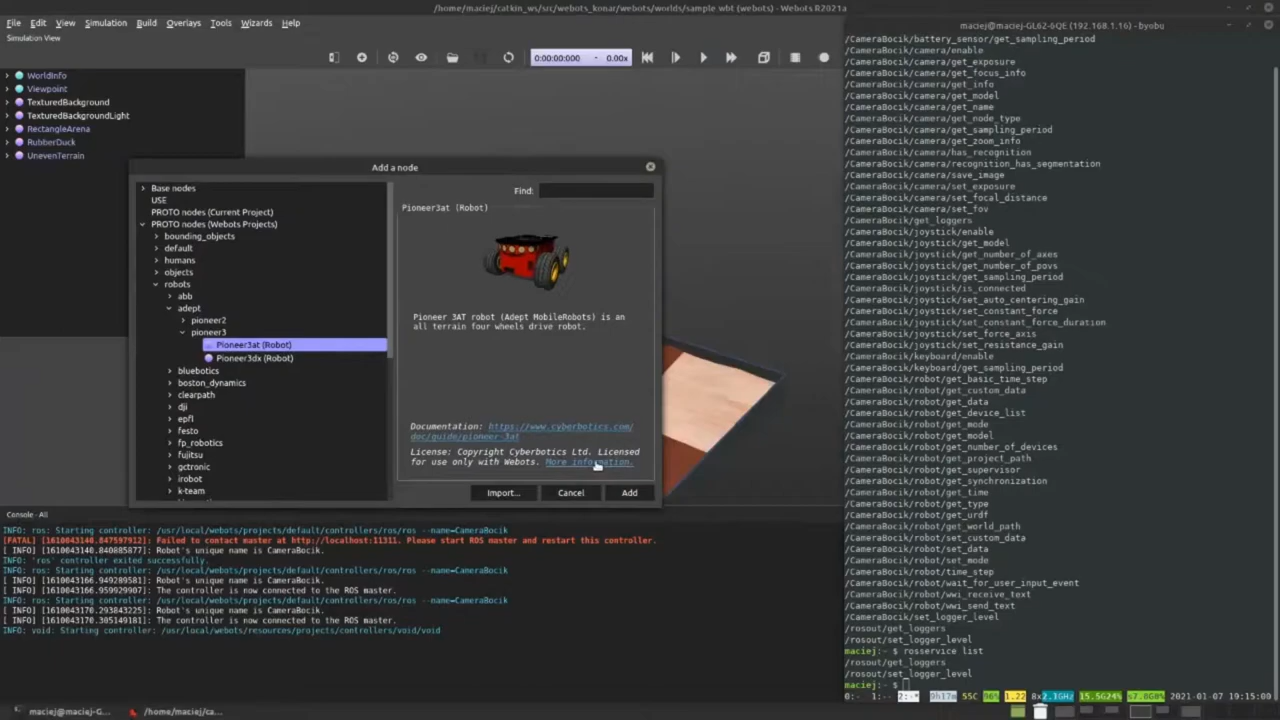 /home/maciej/catkin_ws/src/webots_konar/webots/worlds/sample wbt (webots) - Webots R2021a
File Edit View Simulation Build Overlays Tools Wizards Help
Simulation View
0:00:00:000 - 0.00x
WorldInfo
Viewpoint
TexturedBackground
TexturedBackgroundLight
RectangleArena
RubberDuck
UnevenTerrain
Add a node
Base nodes
USE
PROTO nodes (Current Project)
PROTO nodes (Webots Projects)
bounding_objects
default
humans
objects
robots
abb
adept
pioneer2
pioneer3
Pioneer3at (Robot)
Pioneer3dx (Robot)
bluebotics
boston_dynamics
clearpath
dji
epfl
festo
fp_robotics
fujitsu
gctronic
irobot
k-team
Find:
Pioneer3at (Robot)
Pioneer 3AT robot (Adept MobileRobots) is an
all terrain four wheels drive robot.
Documentation: https://www.cyberbotics.com/
doc/guide/pioneer-3at
License: Copyright Cyberbotics Ltd. Licensed
for use only with Webots. More information.
Import... Cancel Add
Console - All
INFO: ros: Starting controller: /usr/local/webots/projects/default/controllers/ros/ros --name=CameraBocik
[FATAL] [1610043140.847597912]: Failed to contact master at http://localhost:11311. Please start ROS master and restart this controller.
[ INFO] [1610043140.840885877]: Robot's unique name is CameraBocik.
INFO: 'ros' controller exited successfully.
INFO: ros: Starting controller: /usr/local/webots/projects/default/controllers/ros/ros --name=CameraBocik
[ INFO] [1610043166.949289581]: Robot's unique name is CameraBocik.
[ INFO] [1610043166.959929907]: The controller is now connected to the ROS master.
INFO: ros: Starting controller: /usr/local/webots/projects/default/controllers/ros/ros --name=CameraBocik
[ INFO] [1610043170.293843225]: Robot's unique name is CameraBocik.
[ INFO] [1610043170.305149181]: The controller is now connected to the ROS master.
INFO: void: Starting controller: /usr/local/webots/resources/projects/controllers/void/void
maciej@maciej-GL62-6QE (192.168.1.16) - byobu
/CameraBocik/battery_sensor/get_sampling_period
/CameraBocik/camera/enable
/CameraBocik/camera/get_exposure
/CameraBocik/camera/get_focus_info
/CameraBocik/camera/get_info
/CameraBocik/camera/get_model
/CameraBocik/camera/get_name
/CameraBocik/camera/get_node_type
/CameraBocik/camera/get_sampling_period
/CameraBocik/camera/get_zoom_info
/CameraBocik/camera/has_recognition
/CameraBocik/camera/recognition_has_segmentation
/CameraBocik/camera/save_image
/CameraBocik/camera/set_exposure
/CameraBocik/camera/set_focal_distance
/CameraBocik/camera/set_fov
/CameraBocik/get_loggers
/CameraBocik/joystick/enable
/CameraBocik/joystick/get_model
/CameraBocik/joystick/get_number_of_axes
/CameraBocik/joystick/get_number_of_povs
/CameraBocik/joystick/get_sampling_period
/CameraBocik/joystick/is_connected
/CameraBocik/joystick/set_auto_centering_gain
/CameraBocik/joystick/set_constant_force
/CameraBocik/joystick/set_constant_force_duration
/CameraBocik/joystick/set_force_axis
/CameraBocik/joystick/set_resistance_gain
/CameraBocik/keyboard/enable
/CameraBocik/keyboard/get_sampling_period
/CameraBocik/robot/get_basic_time_step
/CameraBocik/robot/get_custom_data
/CameraBocik/robot/get_data
/CameraBocik/robot/get_device_list
/CameraBocik/robot/get_mode
/CameraBocik/robot/get_model
/CameraBocik/robot/get_number_of_devices
/CameraBocik/robot/get_project_path
/CameraBocik/robot/get_supervisor
/CameraBocik/robot/get_synchronization
/CameraBocik/robot/get_time
/CameraBocik/robot/get_type
/CameraBocik/robot/get_urdf
/CameraBocik/robot/get_world_path
/CameraBocik/robot/set_custom_data
/CameraBocik/robot/set_data
/CameraBocik/robot/set_mode
/CameraBocik/robot/time_step
/CameraBocik/robot/wait_for_user_input_event
/CameraBocik/robot/wwi_receive_text
/CameraBocik/robot/wwi_send_text
/CameraBocik/set_logger_level
/rosout/get_loggers
/rosout/set_logger_level
maciej:~ $ rosservice list
/rosout/get_loggers
/rosout/set_logger_level
maciej:~ $
0:- 1:-- 2:-* 9h17m 55C 96% 1.22 8x2.1GHz 15.5G24% 2021-01-07 19:15:00
maciej@maciej-G... /home/maciej/ca...